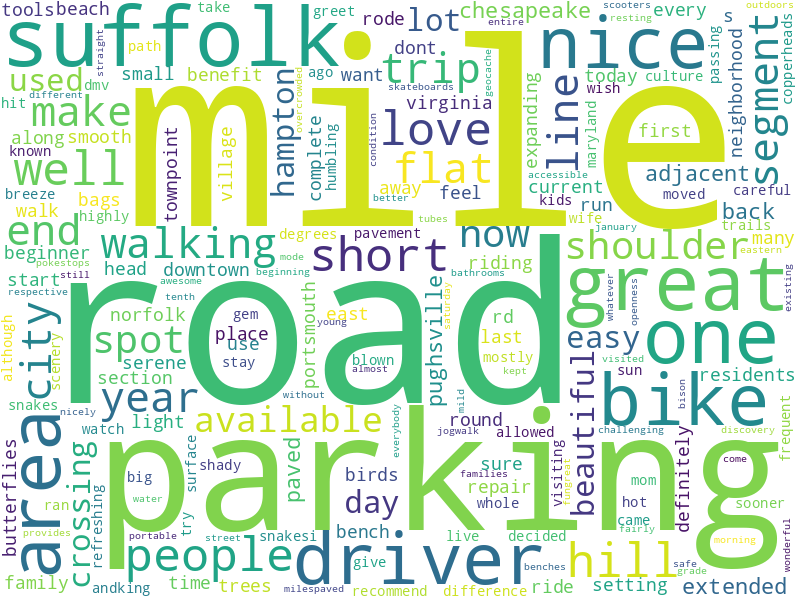 tools beach
suffolk
mile
nice
road
parking
take
greet
rode
lot
chesapeake
every
s
scooters
resting
outdoors
straight
path
entire
dmv
small
benefit
ago
dont
want
trip
geocache
line
today
culture
passing
copperheads
used
different
overcrowded
skateboards
wish
neighborhood
segment
hit
make
along
smooth
hampton
complete
humbling
virginia
love
expanding
maryland
first
known
well
townpoint
village
condition
flat
accessible
adjacent
breeze
bags
away
better
current
kids
moved
careful
walk
highly
feel
tubes
run
back
end
walking
degrees
pavement
now
wife
january
trails
many
eastern
beginner
pokestops
still
head
mode
beginning
short
bathrooms
shoulder
great
start
awesome
downtown
riding
respective
tenth
young
portsmouth
pughsville
saturday
whatever
openness
existing
although
scenery
city
norfolk
gem
east
rd
easy
one
spot
place
use
last
serene
stay
blown
mostly
beautiful
visited
sun
residents
section
almost
kept
bison
snakes
year
without
mild
bike
nicely
watch
light
available
everybody
round
allowed
challenging
discovery
frequent
butterflies
area
crossing
refreshing
surface
shady
paved
jogwalk
families
sure
visiting
fungreat
definitely
mom
come
big
birds
repair
hot
sooner
ran
try
water
portable
day
whole
came
morning
wonderful
provides
street
people
snakesi
bench
driver
live
decided
fairly
hill
safe
grade
family
andking
time
trees
give
benches
setting
extended
milespaved
recommend
difference
ride